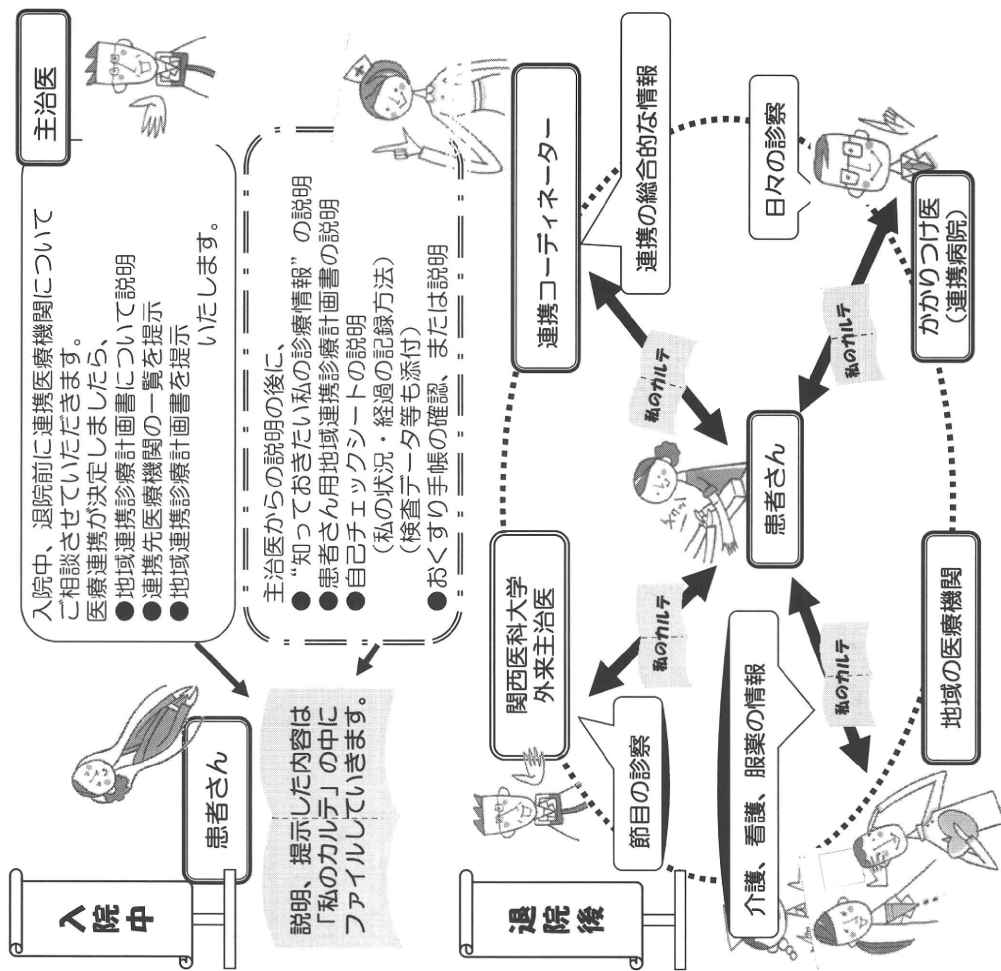 入院中
患者さん
説明、提示した内容は
「私のカルテ」の中に
ファイルしていきます。
主治医
入院中、退院前に連携医療機関について
ご相談させていただきます。
医療連携が決定しましたら、
●地域連携診療計画書について説明
●連携先医療機関の一覧を提示
●地域連携診療計画書を提示
いたします。
主治医からの説明の後に、
●“知っておきたい私の診療情報”の説明
●患者さん用地域連携診療計画書の説明
●自己チェックシートの説明
(私の状況・経過の記録方法)
(検査データ等も添付)
●おくすり手帳の確認、または説明
退院後
関西医科大学
外来主治医
節目の診察
連携コーディネーター
連携の総合的な情報
私のカルテ
私のカルテ
患者さん
日々の診察
介護、看護、服薬の情報
私のカルテ
私のカルテ
地域の医療機関
かかりつけ医
(連携病院)